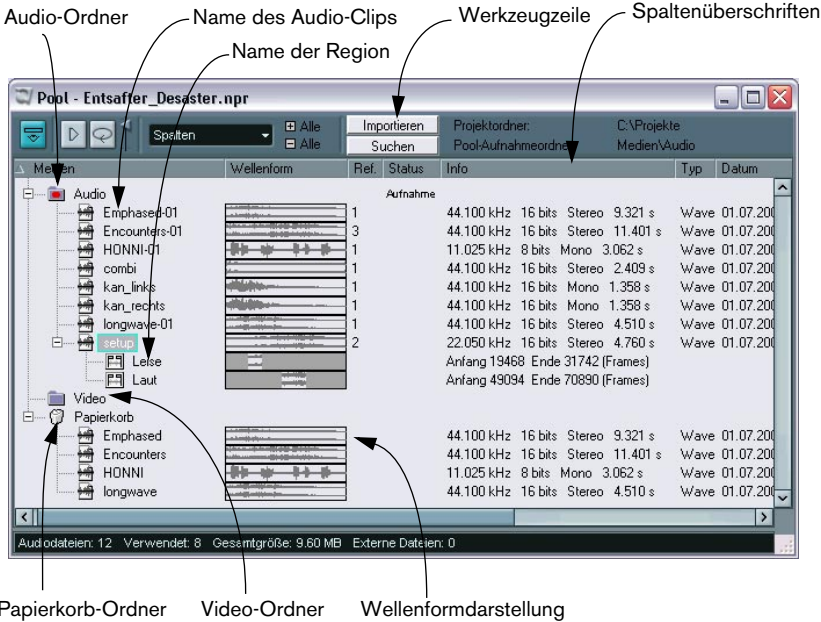 Audio-Ordner Name des Audio-Clips Werkzeugzeile Spaltenüberschriften
Name der Region
Pool - Entsafter_Desaster.npr
Spalten Alle Importieren Projektordner: C:\Projekte
Alle Suchen Pool-Aufnahmeordne Medien\Audio
Medien Wellenform Ref. Status Info Typ Datum
Audio Aufnahme
Emphased-01 1 44.100 kHz 16 bits Stereo 9.321 s Wave 01.07.200
Encounters-01 3 44.100 kHz 16 bits Stereo 11.401 s Wave 01.07.200
HONNI-01 1 11.025 kHz 8 bits Mono 3.062 s Wave 01.07.200
combi 1 44.100 kHz 16 bits Stereo 2.409 s Wave 01.07.200
kan_links 1 44.100 kHz 16 bits Mono 1.358 s Wave 01.07.200
kan_rechts 1 44.100 kHz 16 bits Mono 1.358 s Wave 01.07.200
longwave-01 1 44.100 kHz 16 bits Stereo 4.510 s Wave 01.07.200
setup 2 22.050 kHz 16 bits Stereo 4.760 s Wave 01.07.200
Leise Anfang 19468 Ende 31742 (Frames)
Laut Anfang 49094 Ende 70890 (Frames)
Video
Papierkorb
Emphased 44.100 kHz 16 bits Stereo 9.321 s Wave 01.07.200
Encounters 44.100 kHz 16 bits Stereo 11.401 s Wave 01.07.200
HONNI 11.025 kHz 8 bits Mono 3.062 s Wave 01.07.200
longwave 44.100 kHz 16 bits Stereo 4.510 s Wave 01.07.200
Audiodateien: 12 Verwendet: 8 Gesamtgröße: 9.60 MB Externe Dateien: 0
Papierkorb-Ordner Video-Ordner Wellenformdarstellung